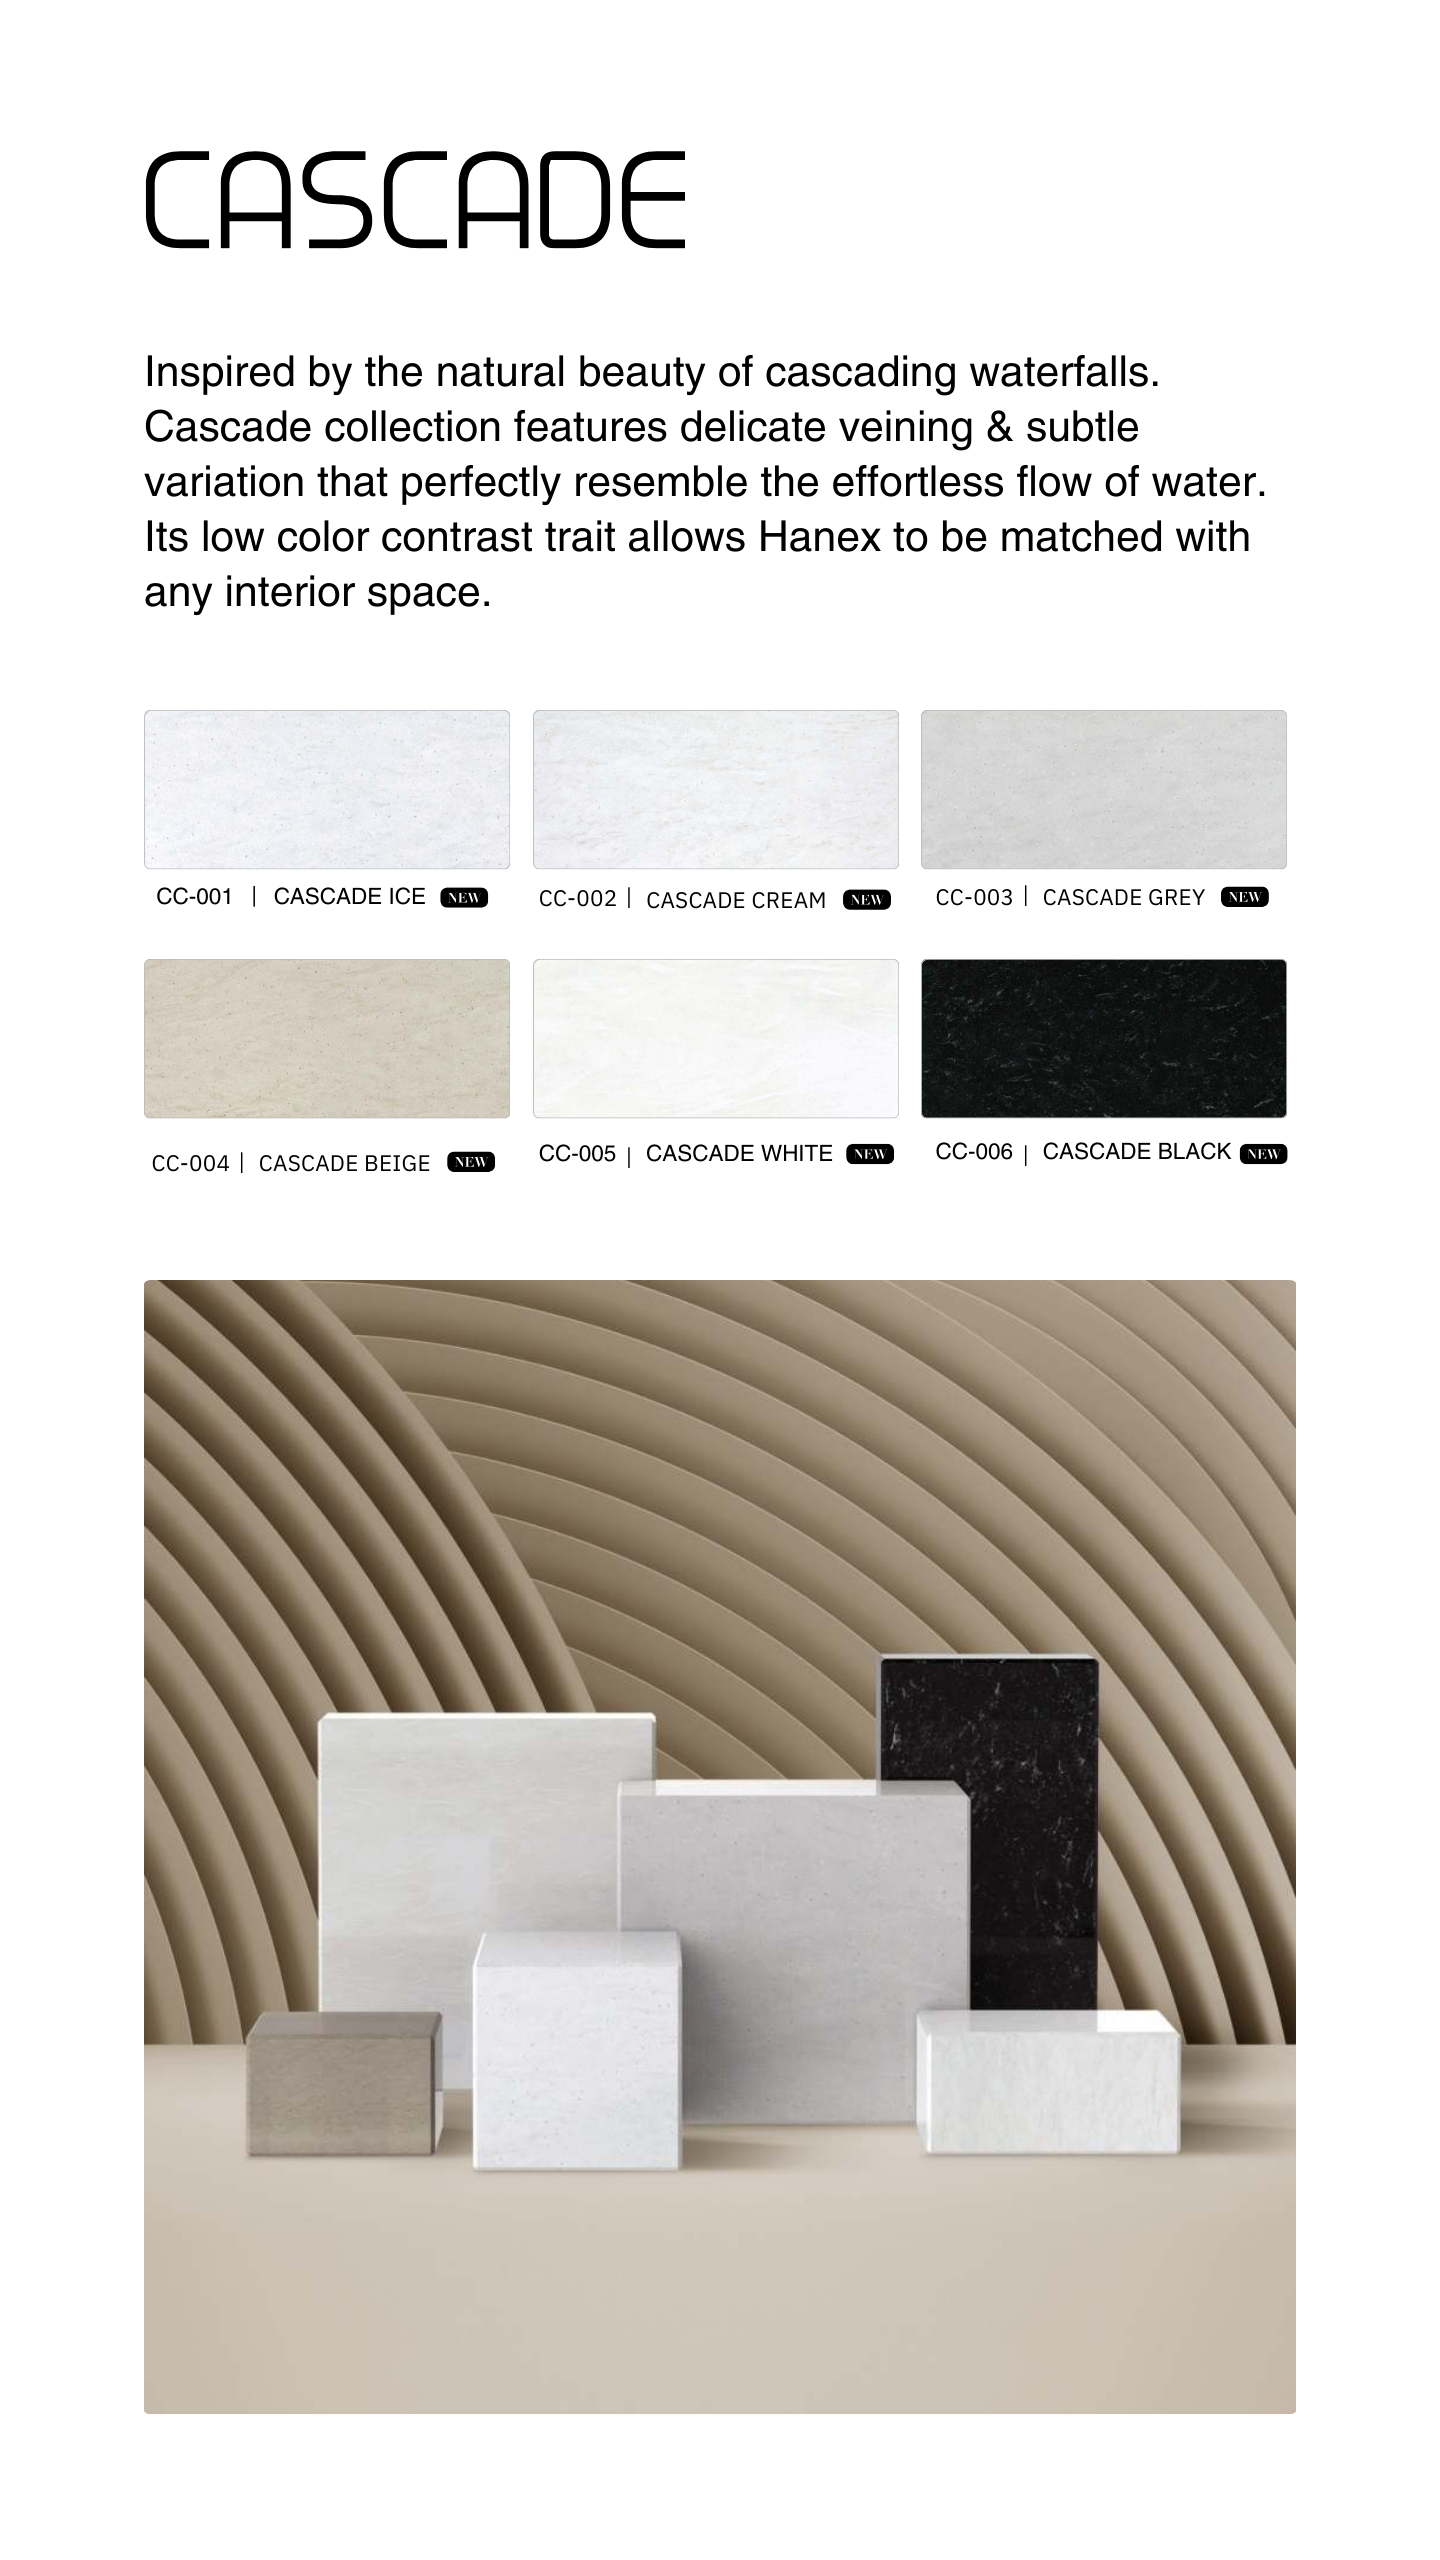 CASCADE
Inspired by the natural beauty of cascading waterfalls.
Cascade collection features delicate veining & subtle
variation that perfectly resemble the effortless flow of water.
Its low color contrast trait allows Hanex to be matched with
any interior space.
CC-001 | CASCADE ICE NEW
CC-002 | CASCADE CREAM NEW
CC-003 | CASCADE GREY NEW
CC-004 | CASCADE BEIGE NEW
CC-005 | CASCADE WHITE NEW
CC-006 | CASCADE BLACK NEW